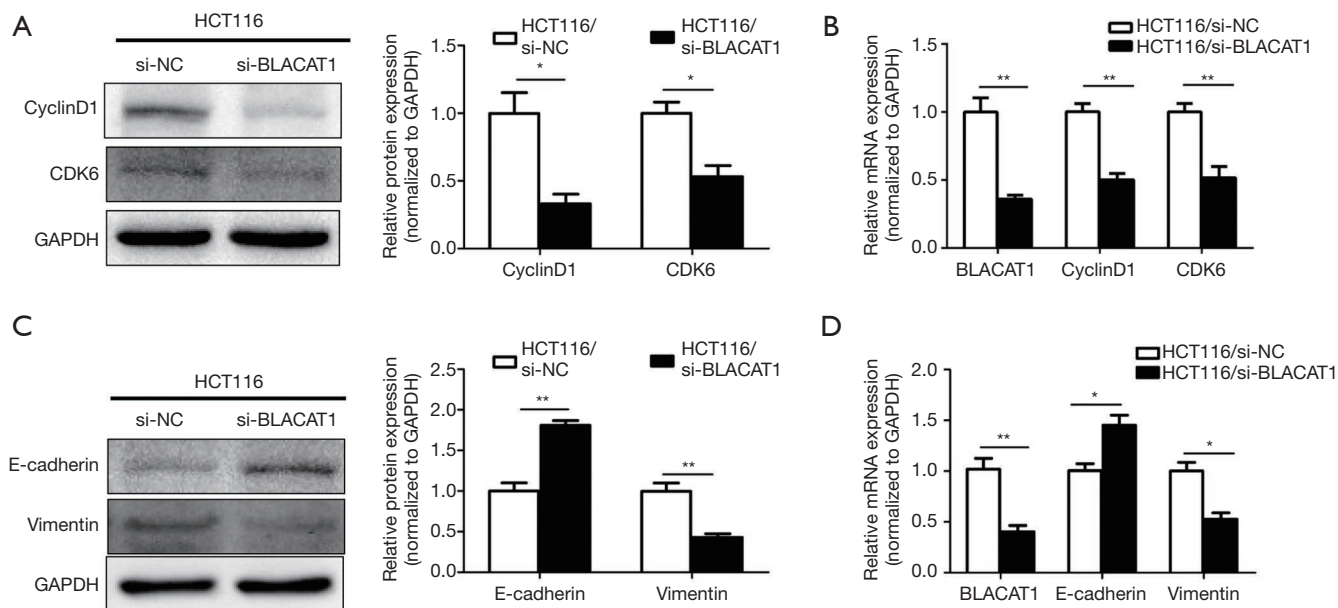 A
HCT116
si-NC si-BLACAT1
CyclinD1
CDK6
GAPDH
HCT116/
si-NC
HCT116/
si-BLACAT1
Relative protein expression
(normalized to GAPDH)
1.5
1.0
0.5
0.0
*
*
CyclinD1 CDK6
B
HCT116/si-NC
HCT116/si-BLACAT1
Relative mRNA expression
(normalized to GAPDH)
1.5
1.0
0.5
0.0
**
**
**
BLACAT1 CyclinD1 CDK6
C
HCT116
si-NC si-BLACAT1
E-cadherin
Vimentin
GAPDH
HCT116/
si-NC
HCT116/
si-BLACAT1
Relative protein expression
(normalized to GAPDH)
2.5
2.0
1.5
1.0
0.5
0.0
**
**
E-cadherin Vimentin
D
HCT116/si-NC
HCT116/si-BLACAT1
Relative mRNA expression
(normalized to GAPDH)
2.0
1.5
1.0
0.5
0.0
**
*
*
BLACAT1 E-cadherin Vimentin